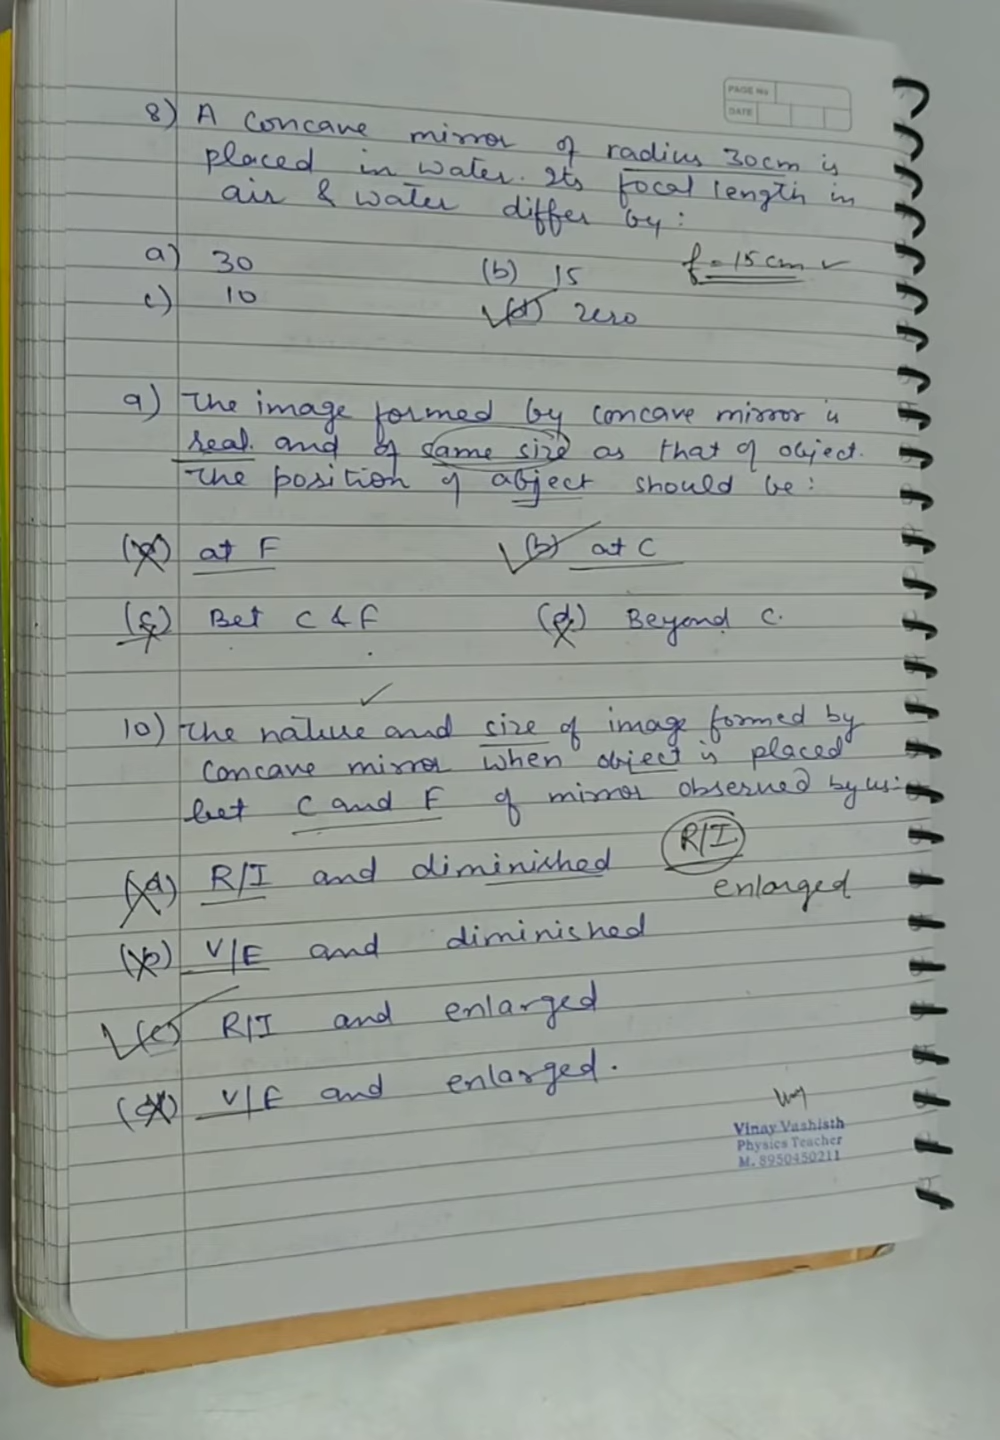 PAGE No
DATE
8) A concave mirror of radius 30cm is
placed in water. Its focal length in
air & water differ by:
a) 30 (b) 15 f = 15 cm ✓
c) 10 (d) zero
9) The image formed by concave mirror is
real and of same size as that of object.
The position of object should be:
(a) at F (b) at C
(c) Bet C & F (d) Beyond C.
10) The nature and size of image formed by
concave mirror when object is placed
bet C and F of mirror observed by us:-
(a) R/I and diminished R/I
enlarged
(b) V/E and diminished
(c) R/I and enlarged
(d) V/E and enlarged.
Vinay Vashisth
Physics Teacher
M. 8950450211